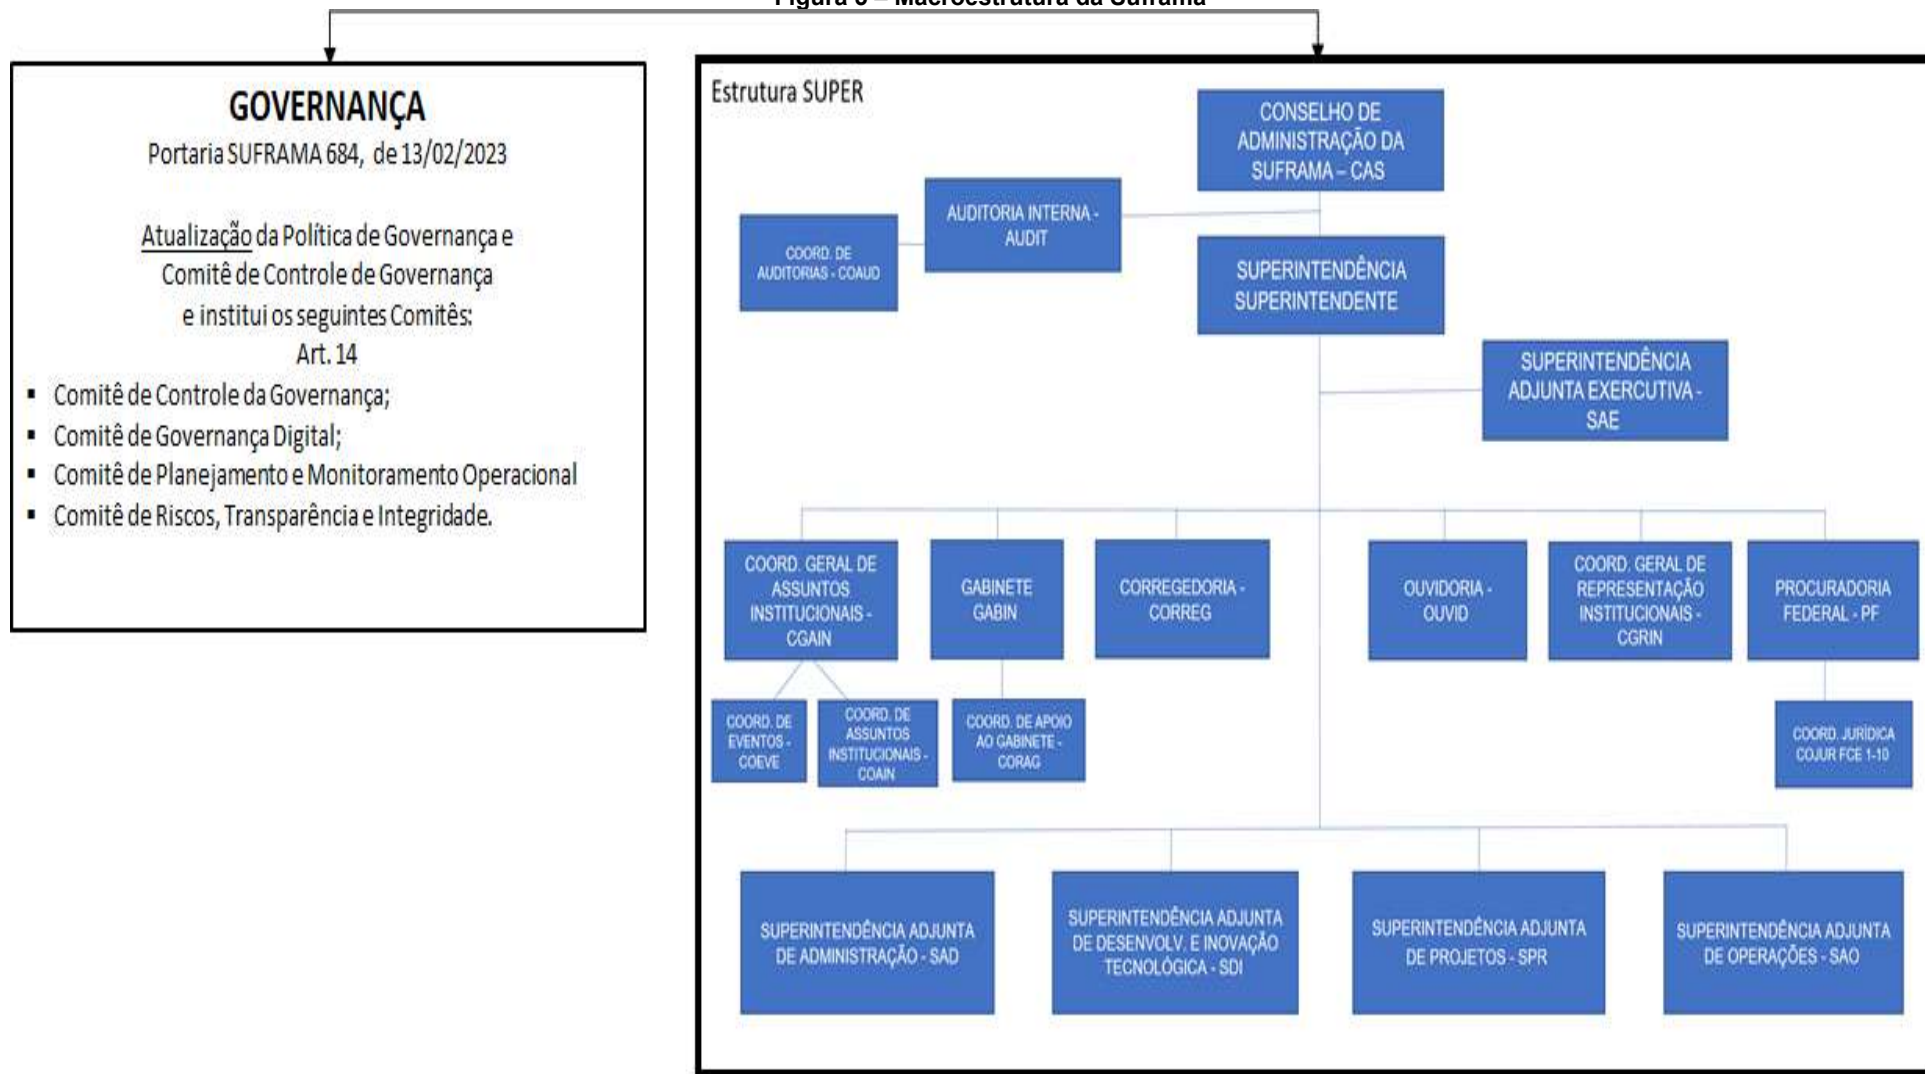 Macroestrutura da Suframa
GOVERNANÇA
Portaria SUFRAMA 684, de 13/02/2023
Atualização da Política de Governança e
Comitê de Controle de Governança
e institui os seguintes Comitês:
Art. 14
▪ Comitê de Controle da Governança;
▪ Comitê de Governança Digital;
▪ Comitê de Planejamento e Monitoramento Operacional
▪ Comitê de Riscos, Transparência e Integridade.
Estrutura SUPER
CONSELHO DE
ADMINISTRAÇÃO DA
SUFRAMA – CAS
AUDITORIA INTERNA -
AUDIT
COORD. DE
AUDITORIAS - COAUD
SUPERINTENDÊNCIA
SUPERINTENDENTE
SUPERINTENDÊNCIA
ADJUNTA EXERCUTIVA -
SAE
COORD. GERAL DE
ASSUNTOS
INSTITUCIONAIS -
CGAIN
GABINETE
GABIN
CORREGEDORIA -
CORREG
OUVIDORIA -
OUVID
COORD. GERAL DE
REPRESENTAÇÃO
INSTITUCIONAIS -
CGRIN
PROCURADORIA
FEDERAL - PF
COORD. DE
EVENTOS -
COEVE
COORD. DE
ASSUNTOS
INSTITUCIONAIS -
COAIN
COORD. DE APOIO
AO GABINETE -
CORAG
COORD. JURÍDICA
COJUR FCE 1-10
SUPERINTENDÊNCIA ADJUNTA
DE ADMINISTRAÇÃO - SAD
SUPERINTENDÊNCIA ADJUNTA
DE DESENVOLV. E INOVAÇÃO
TECNOLÓGICA - SDI
SUPERINTENDÊNCIA ADJUNTA
DE PROJETOS - SPR
SUPERINTENDÊNCIA ADJUNTA
DE OPERAÇÕES - SAO